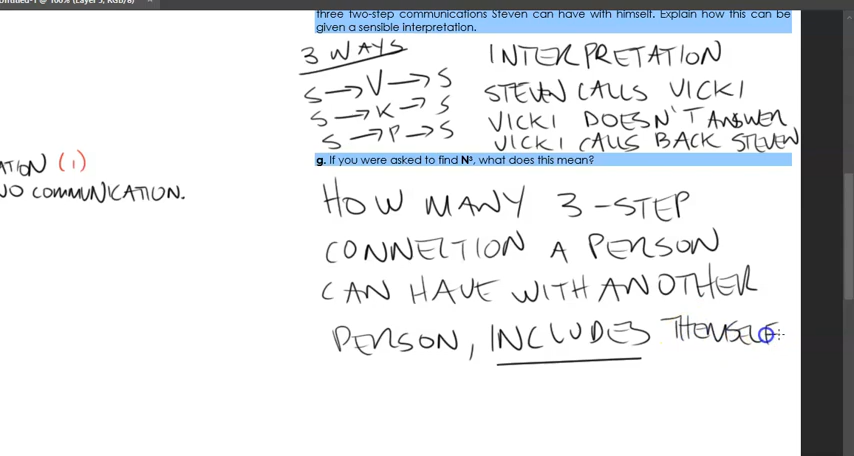 three two-step communications Steven can have with himself. Explain how this can be
given a sensible interpretation.
3 WAYS
S → V → S
S → K → S
S → P → S
INTERPRETATION
STEVEN CALLS VICKI
VICKI DOESN'T ANSWER
VICKI CALLS BACK STEVEN
ATION (1)
NO COMMUNICATION.
g. If you were asked to find N³, what does this mean?
HOW MANY 3-STEP
CONNECTION A PERSON
CAN HAVE WITH ANOTHER
PERSON, INCLUDES THEMSELF